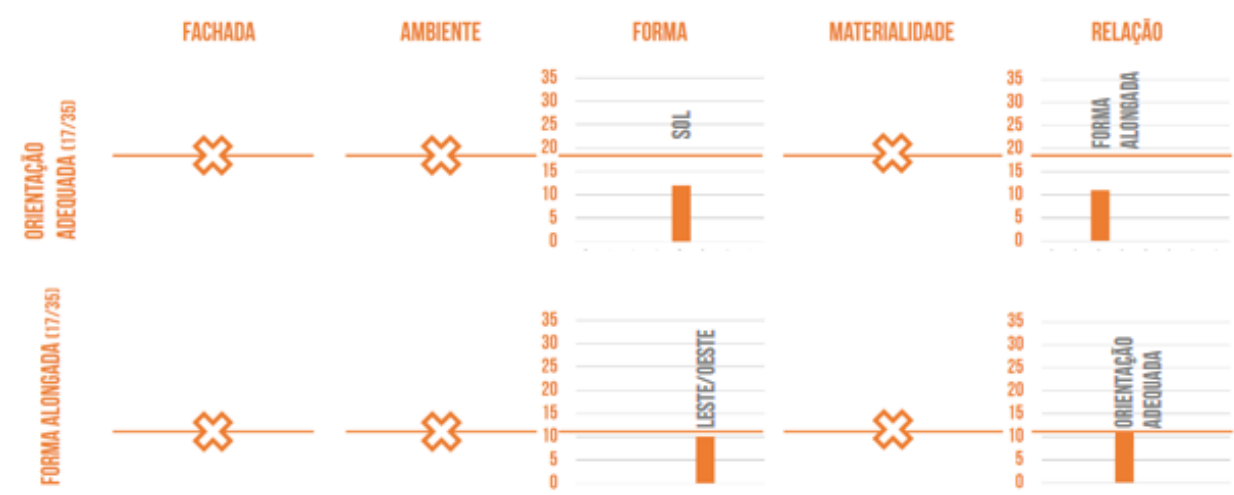 FACHADA
AMBIENTE
FORMA
MATERIALIDADE
RELAÇÃO
ORIENTAÇÃO
ADEQUADA (17/35)
35
30
25
20
15
10
5
0
SOL
35
30
25
20
15
10
5
0
FORMA
ALONGADA
FORMA ALONGADA (17/35)
35
30
25
20
15
10
5
0
LESTE/OESTE
35
30
25
20
15
10
5
0
ORIENTAÇÃO
ADEQUADA